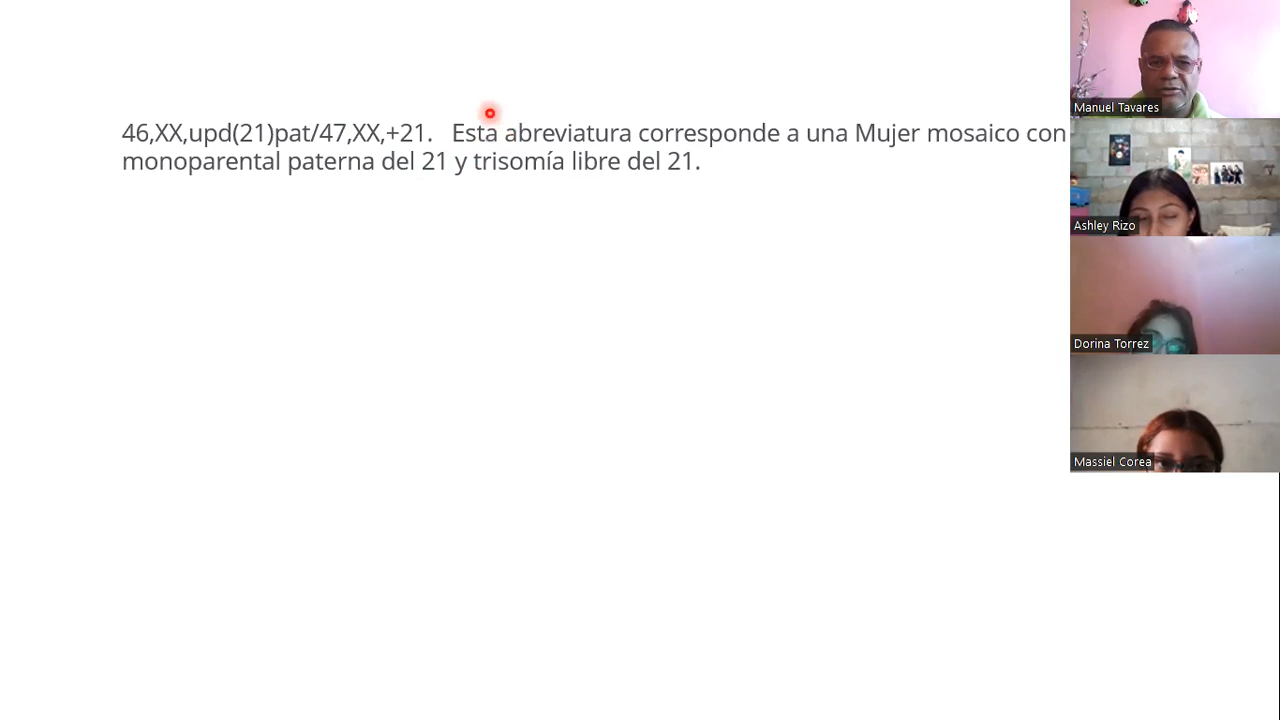 46,XX,upd(21)pat/47,XX,+21.   Esta abreviatura corresponde a una Mujer mosaico con
monoparental paterna del 21 y trisomía libre del 21.
Manuel Tavares
Ashley Rizo
Dorina Torrez
Massiel Corea